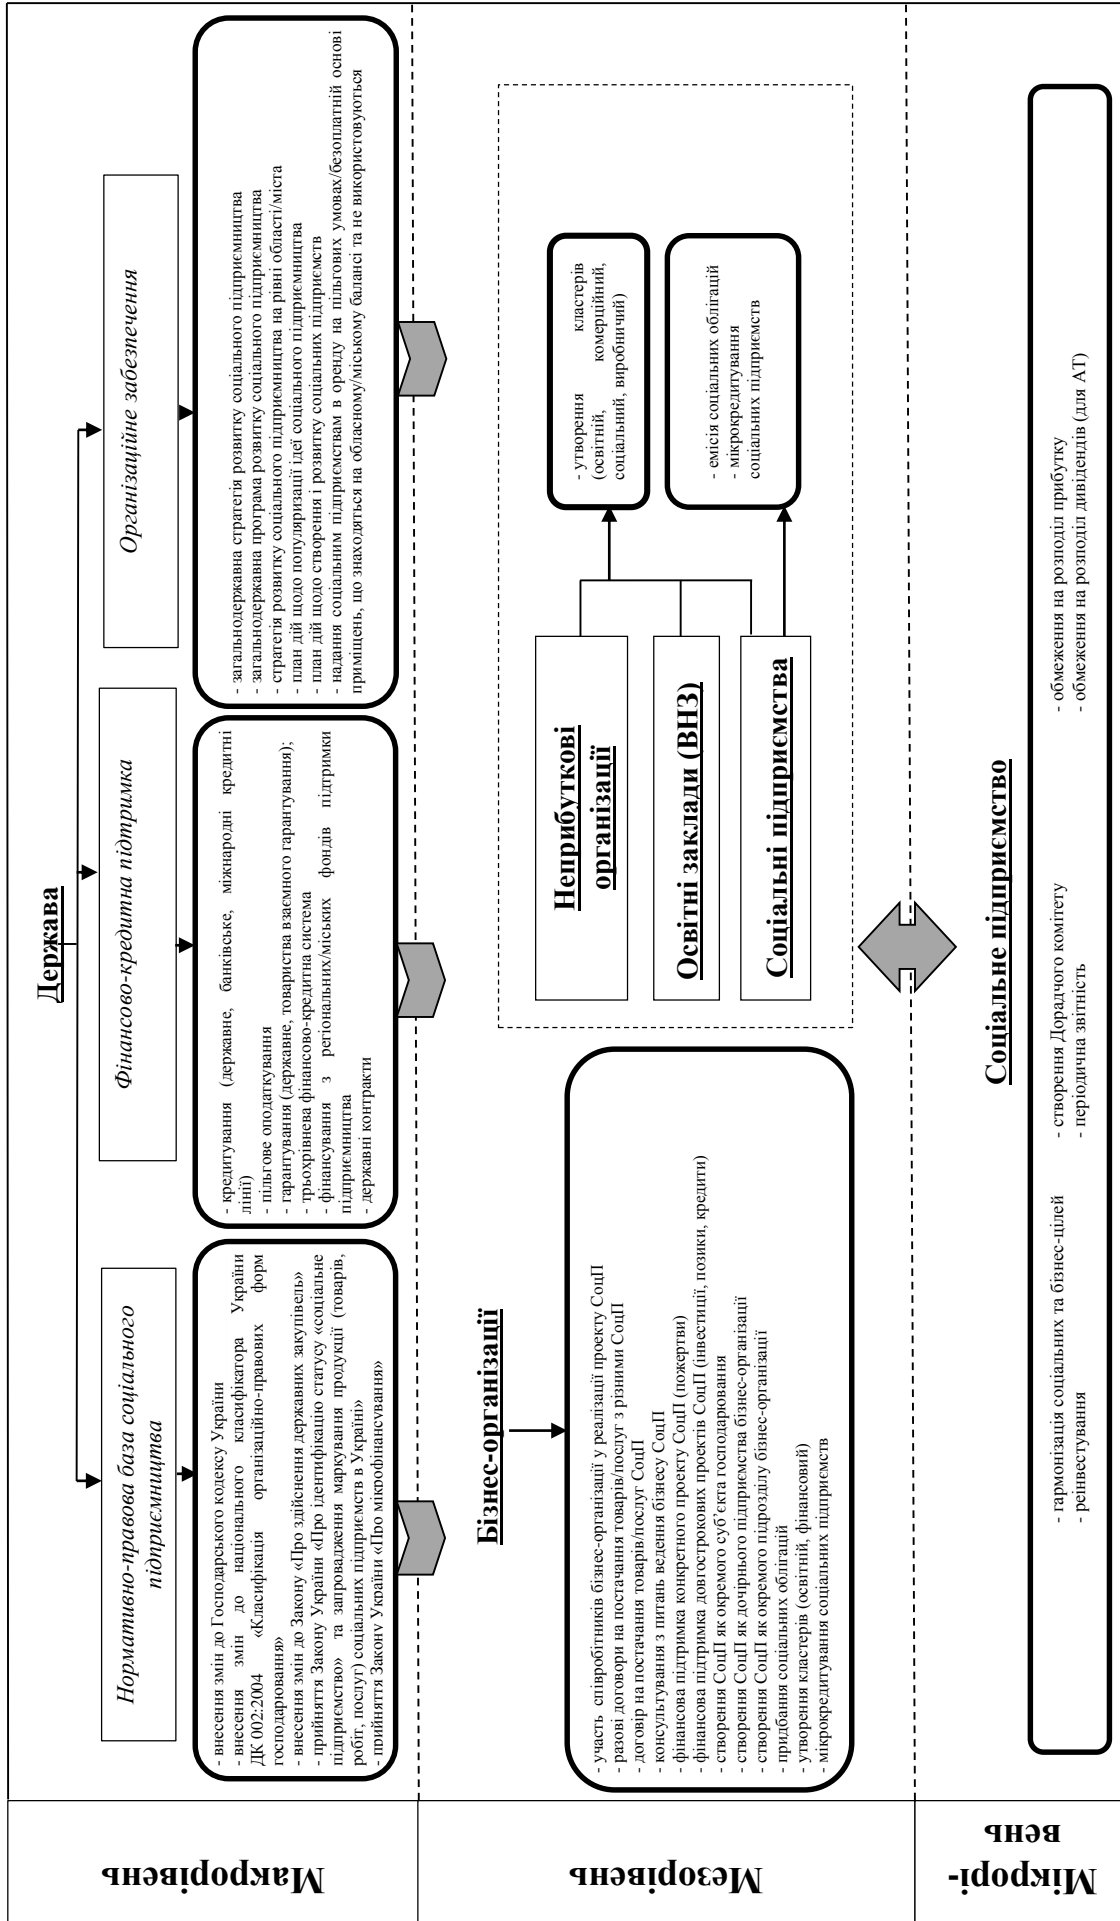 Макрорівень
Держава
Нормативно-правова база соціального
підприємництва
Фінансово-кредитна підтримка
Організаційне забезпечення
- внесення змін до Господарського кодексу України
- внесення змін до національного класифікатора України
ДК 002:2004 «Класифікація організаційно-правових форм
господарювання»
- внесення змін до Закону «Про здійснення державних закупівель»
- прийняття Закону України «Про ідентифікацію статусу «соціальне
підприємство» та запровадження маркування продукції (товарів,
робіт, послуг) соціальних підприємств в Україні»
- прийняття Закону України «Про мікрофінансування»
- кредитування (державне, банківське, міжнародні кредитні
лінії)
- пільгове оподаткування
- гарантування (державне, товариства взаємного гарантування);
- трьохрівнева фінансово-кредитна система
- фінансування з регіональних/міських фондів підтримки
підприємництва
- державні контракти
- загальнодержавна стратегія розвитку соціального підприємництва
- загальнодержавна програма розвитку соціального підприємництва
- стратегія розвитку соціального підприємництва на рівні області/міста
- план дій щодо популяризації ідеї соціального підприємництва
- план дій щодо створення і розвитку соціальних підприємств
- надання соціальним підприємствам в оренду на пільгових умовах/безоплатній основі
приміщень, що знаходяться на обласному/міському балансі та не використовуються
Мезорівень
Бізнес-організації
- участь співробітників бізнес-організації у реалізації проекту СоцП
- разові договори на постачання товарів/послуг з різними СоцП
- договір на постачання товарів/послуг СоцП
- консультування з питань ведення бізнесу СоцП
- фінансова підтримка конкретного проекту СоцП (пожертви)
- фінансова підтримка довгострокових проектів СоцП (інвестиції, позики, кредити)
- створення СоцП як окремого суб’єкта господарювання
- створення СоцП як дочірнього підприємства бізнес-організації
- створення СоцП як окремого підрозділу бізнес-організації
- придбання соціальних облігацій
- утворення кластерів (освітній, фінансовий)
- мікрокредитування соціальних підприємств
Неприбуткові
організації
Освітні заклади (ВНЗ)
Соціальні підприємства
- утворення кластерів
(освітній, комерційний,
соціальний, виробничий)
- емісія соціальних облігацій
- мікрокредитування
соціальних підприємств
Мікрорі-
вень
Соціальне підприємство
- гармонізація соціальних та бізнес-цілей
- реінвестування
- створення Дорадчого комітету
- періодична звітність
- обмеження на розподіл прибутку
- обмеження на розподіл дивідендів (для АТ)